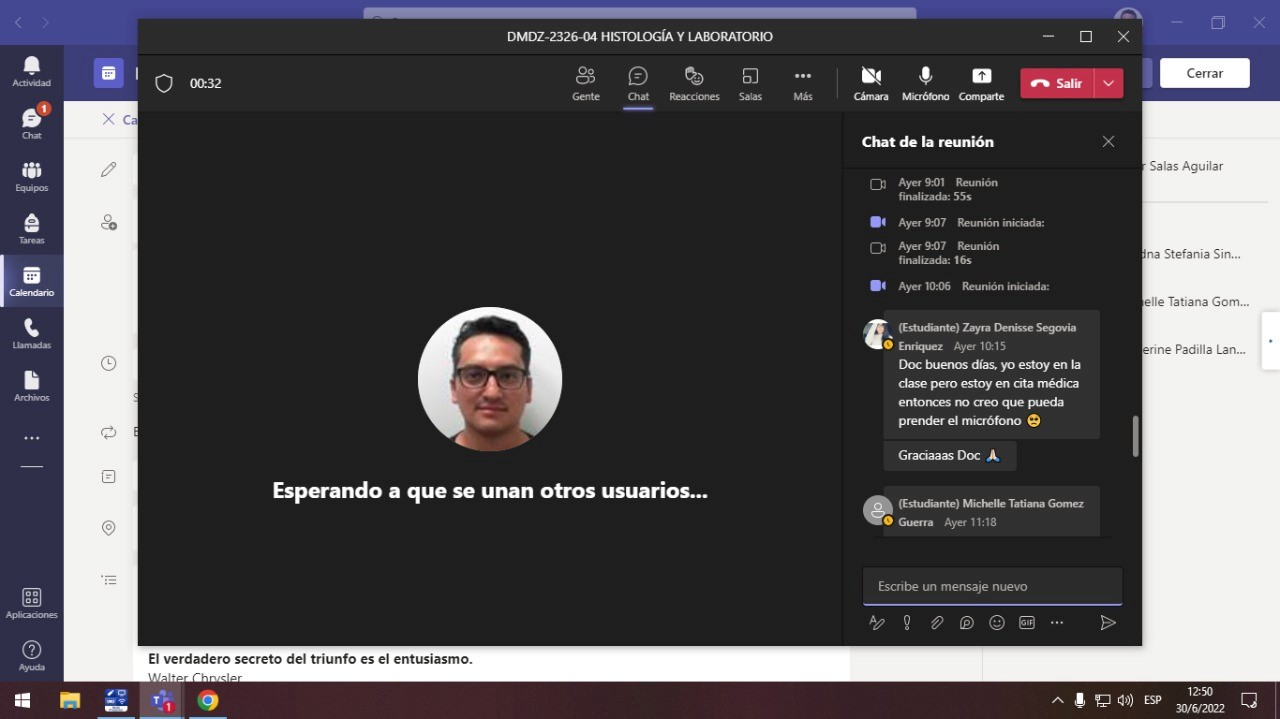 DMDZ-2326-04 HISTOLOGÍA Y LABORATORIO
Actividad
1
Chat
Equipos
Tareas
Calendario
Llamadas
Archivos
Aplicaciones
Ayuda
Cerrar
00:32
Gente
Chat
Reacciones
Salas
Más
Cámara
Micrófono
Comparte
Salir
Esperando a que se unan otros usuarios...
Chat de la reunión
Ayer 9:01 Reunión
finalizada: 55s
Ayer 9:07 Reunión iniciada:
Ayer 9:07 Reunión
finalizada: 16s
Ayer 10:06 Reunión iniciada:
(Estudiante) Zayra Denisse Segovia
Enriquez Ayer 10:15
Doc buenos días, yo estoy en la
clase pero estoy en cita médica
entonces no creo que pueda
prender el micrófono
Graciaaas Doc
(Estudiante) Michelle Tatiana Gomez
Guerra Ayer 11:18
Escribe un mensaje nuevo
GIF
r Salas Aguilar
dna Stefania Sin...
elle Tatiana Gom...
erine Padilla Lan...
El verdadero secreto del triunfo es el entusiasmo.
Walter Chrysler
1
ESP
12:50
30/6/2022